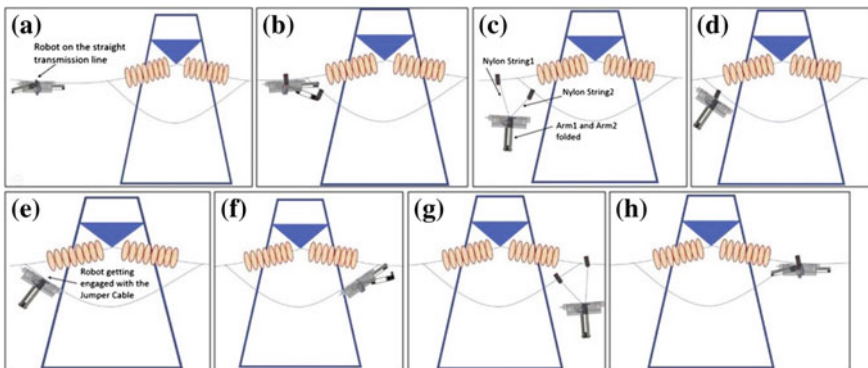 (a)
Robot on the straight
transmission line
(b)
(c)
Nylon String1
Nylon String2
Arm1 and Arm2
folded
(d)
(e)
Robot getting
engaged with the
Jumper Cable
(f)
(g)
(h)